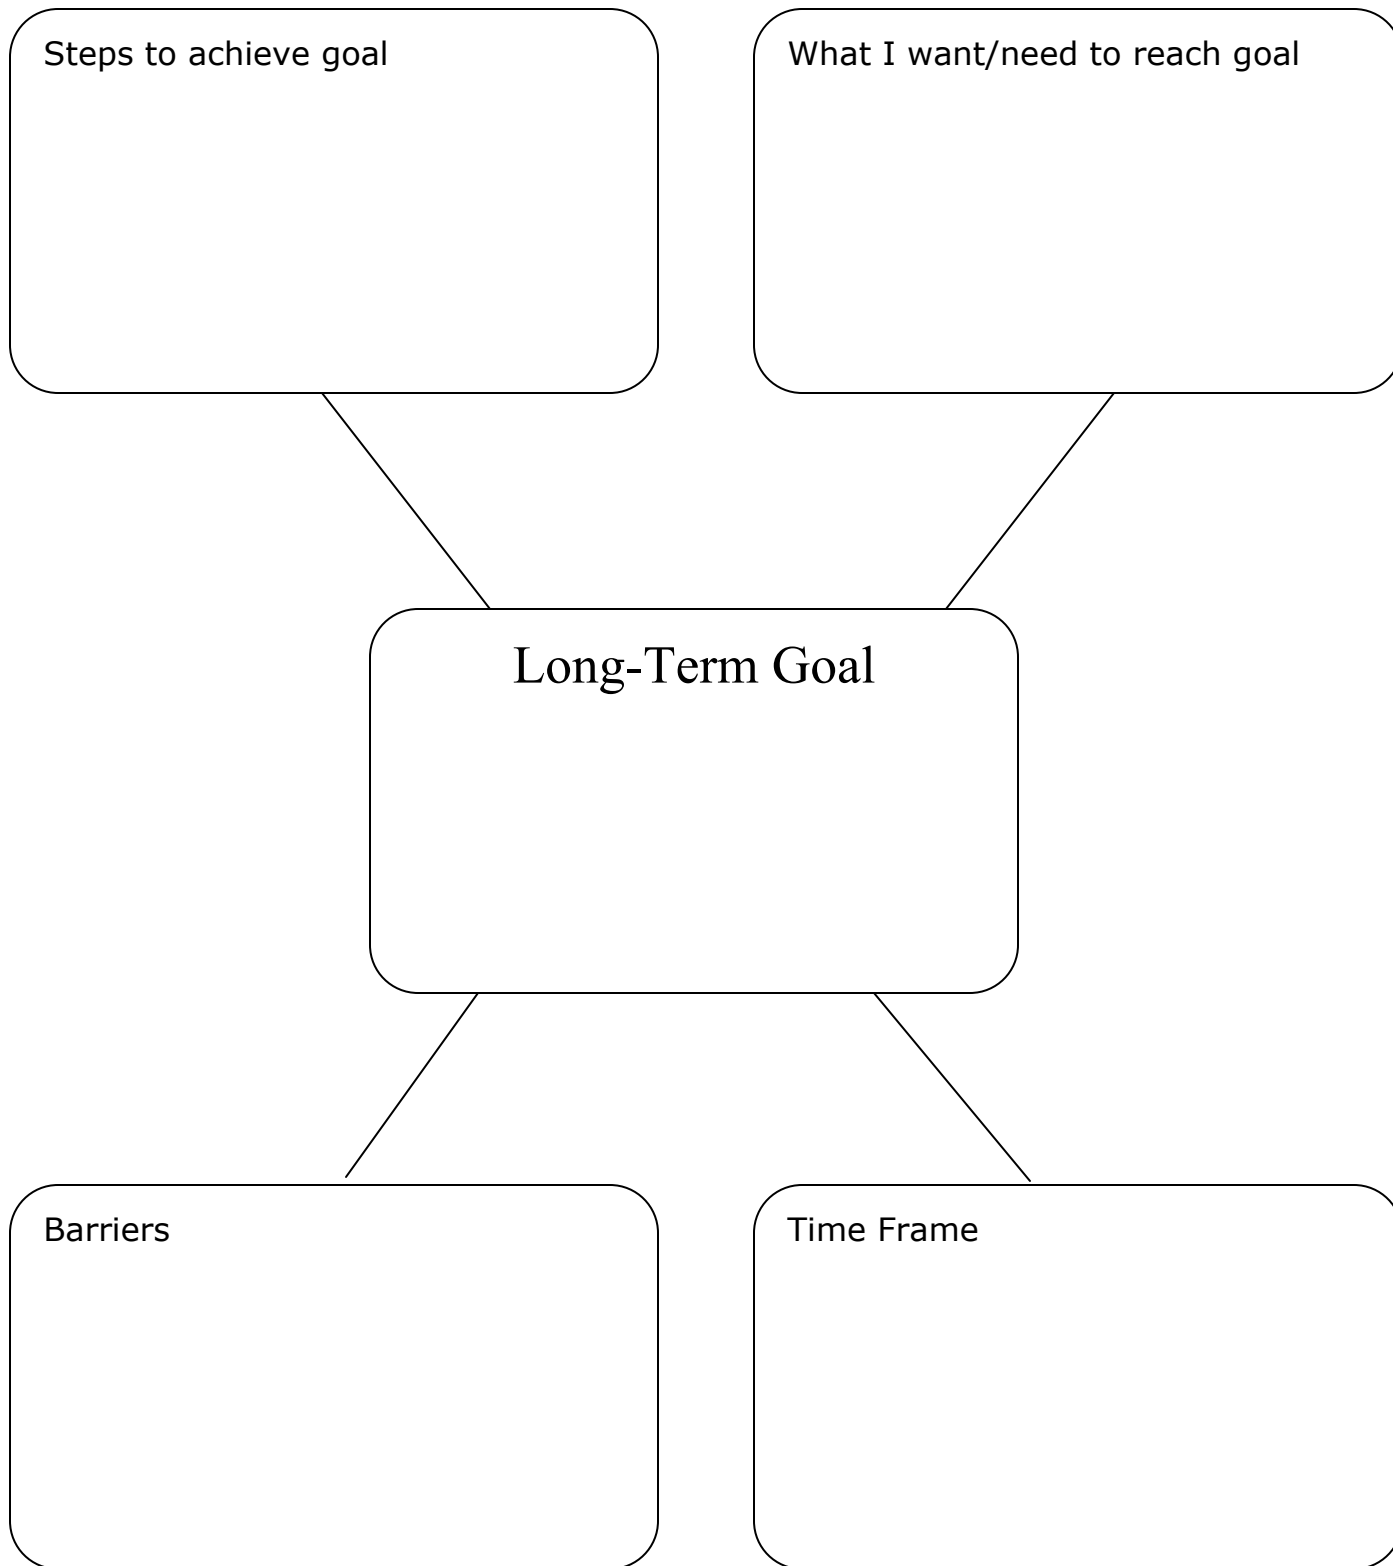 Steps to achieve goal
What I want/need to reach goal
Long-Term Goal
Barriers
Time Frame